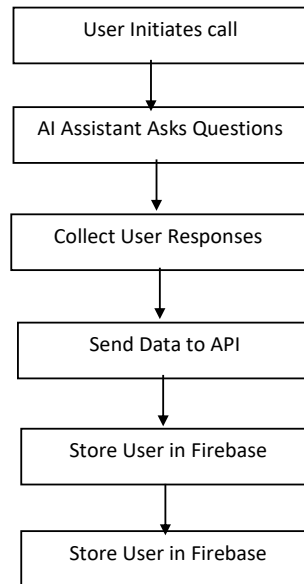 User Initiates call
AI Assistant Asks Questions
Collect User Responses
Send Data to API
Store User in Firebase
Store User in Firebase